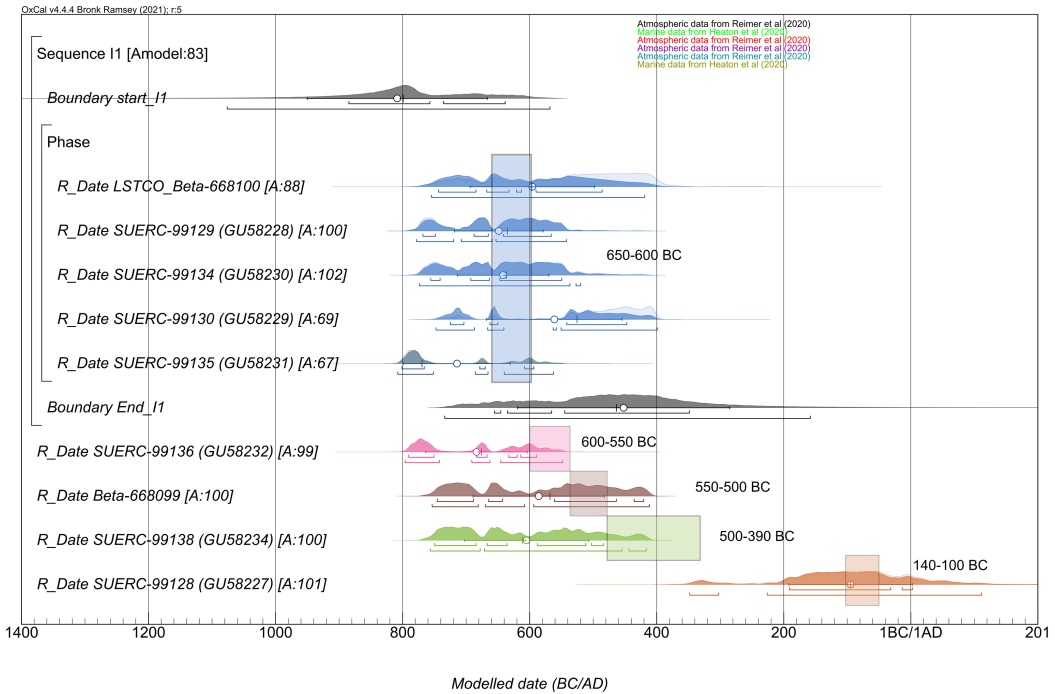 OxCal v4.4.4 Bronk Ramsey (2021); r:5
Atmospheric data from Reimer et al (2020)
Marine data from Heaton et al (2020)
Atmospheric data from Reimer et al (2020)
Atmospheric data from Reimer et al (2020)
Atmospheric data from Reimer et al (2020)
Marine data from Heaton et al (2020)
Sequence I1 [Amodel:83]
Boundary start_I1
Phase
R_Date LSTCO_Beta-668100 [A:88]
R_Date SUERC-99129 (GU58228) [A:100]
650-600 BC
R_Date SUERC-99134 (GU58230) [A:102]
R_Date SUERC-99130 (GU58229) [A:69]
R_Date SUERC-99135 (GU58231) [A:67]
Boundary End_I1
R_Date SUERC-99136 (GU58232) [A:99]
600-550 BC
R_Date Beta-668099 [A:100]
550-500 BC
R_Date SUERC-99138 (GU58234) [A:100]
500-390 BC
R_Date SUERC-99128 (GU58227) [A:101]
140-100 BC
1400 1200 1000 800 600 400 200 1BC/1AD 201
Modelled date (BC/AD)